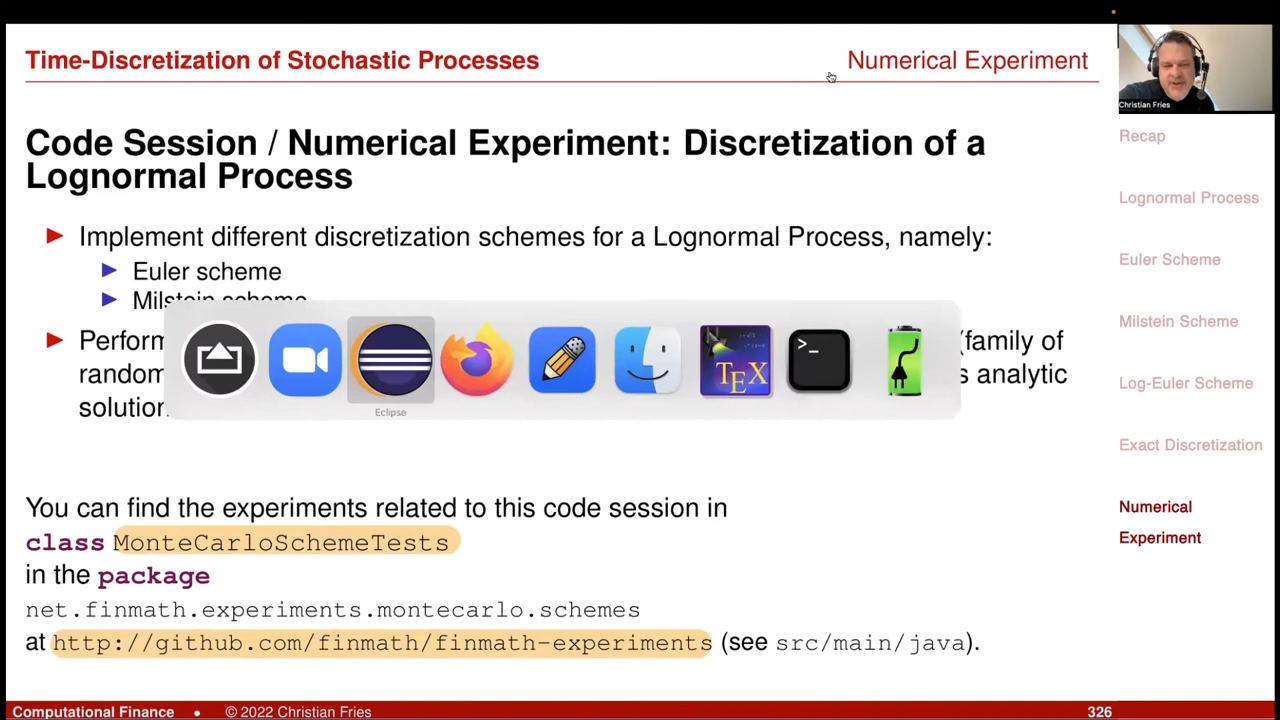 Time-Discretization of Stochastic Processes
Numerical Experiment
Christian Fries
Code Session / Numerical Experiment: Discretization of a
Lognormal Process
Implement different discretization schemes for a Lognormal Process, namely:
Euler scheme
Milstein scheme
Perform
(family of
random
s analytic
solution
>_
TEX
Eclipse
You can find the experiments related to this code session in
class MonteCarloSchemeTests
in the package
net.finmath.experiments.montecarlo.schemes
at http://github.com/finmath/finmath-experiments (see src/main/java).
Recap
Lognormal Process
Euler Scheme
Milstein Scheme
Log-Euler Scheme
Exact Discretization
Numerical
Experiment
Computational Finance • © 2022 Christian Fries
326